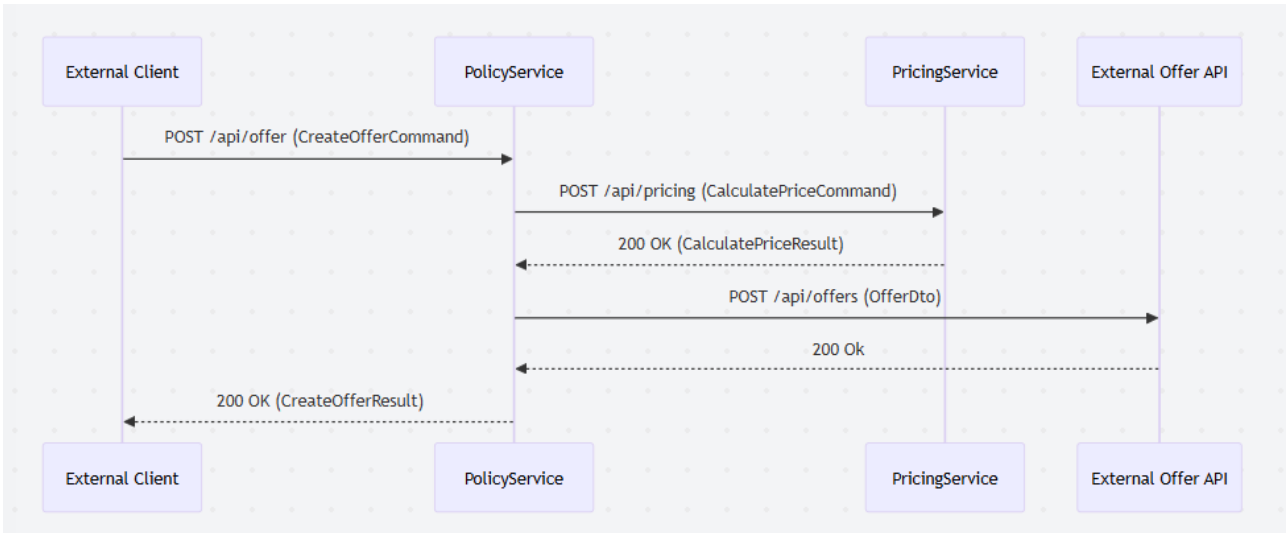 External Client
PolicyService
PricingService
External Offer API
POST /api/offer (CreateOfferCommand)
POST /api/pricing (CalculatePriceCommand)
200 OK (CalculatePriceResult)
POST /api/offers (OfferDto)
200 Ok
200 OK (CreateOfferResult)
External Client
PolicyService
PricingService
External Offer API